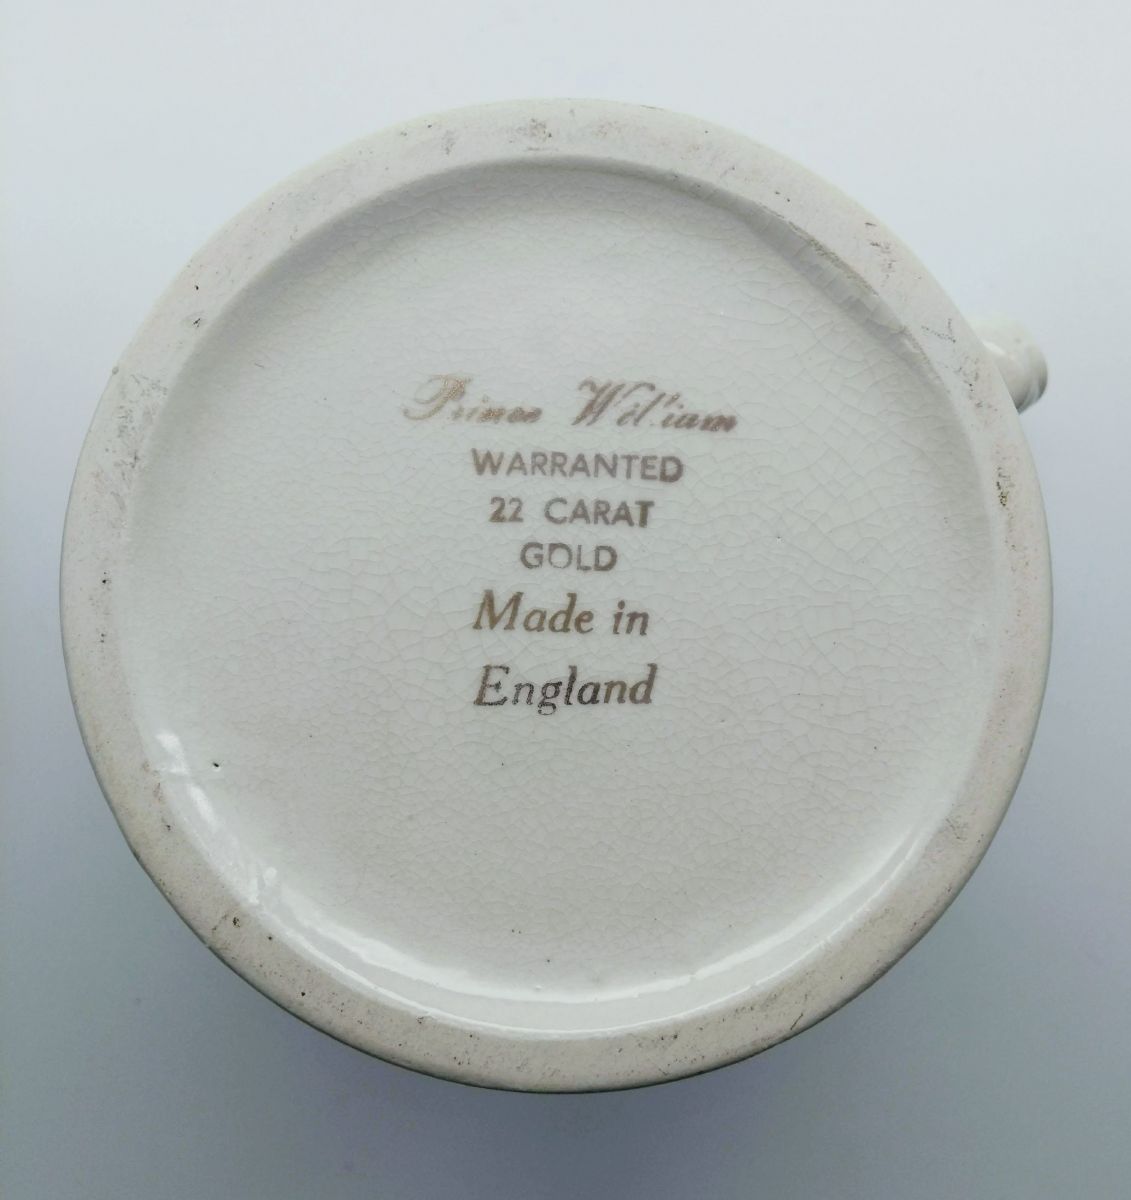 Prince William
WARRANTED
22 CARAT
GOLD
Made in
England